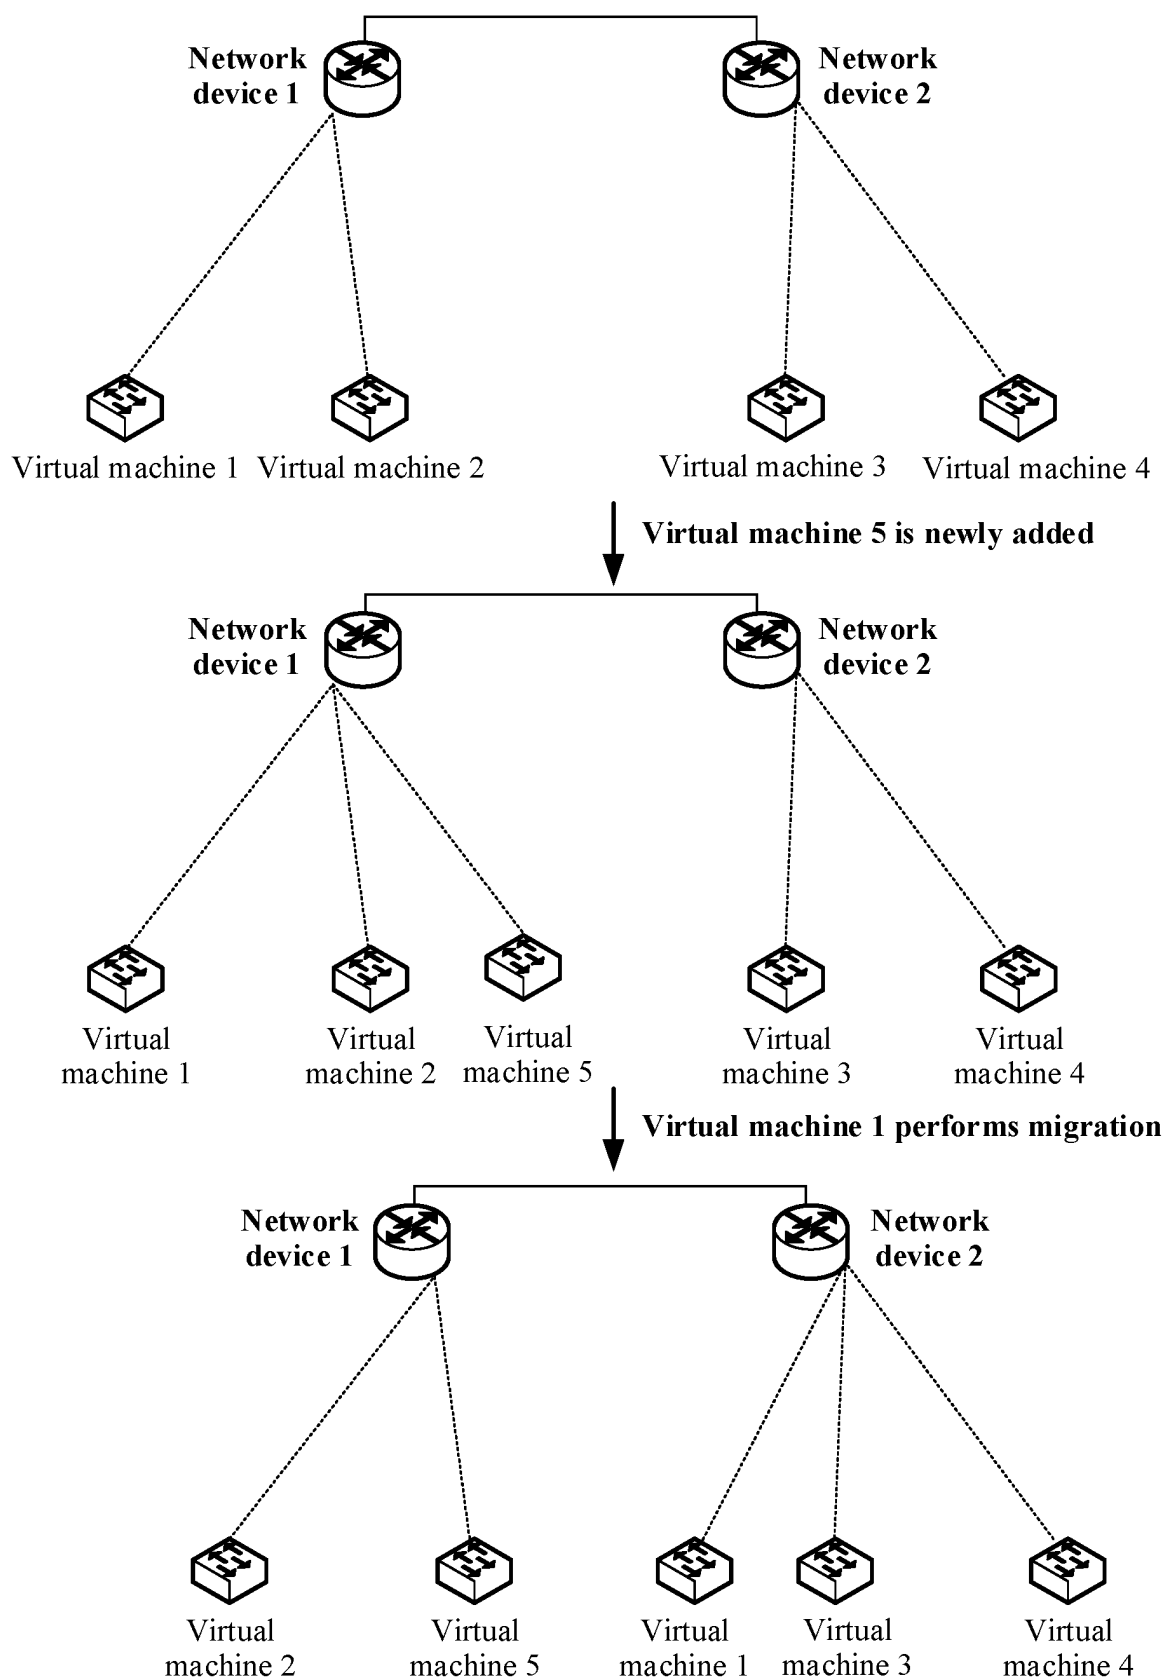 Network
device 1
Network
device 2
Virtual machine 1
Virtual machine 2
Virtual machine 3
Virtual machine 4
Virtual machine 5 is newly added
Network
device 1
Network
device 2
Virtual
machine 1
Virtual
machine 2
Virtual
machine 5
Virtual
machine 3
Virtual
machine 4
Virtual machine 1 performs migration
Network
device 1
Network
device 2
Virtual
machine 2
Virtual
machine 5
Virtual
machine 1
Virtual
machine 3
Virtual
machine 4